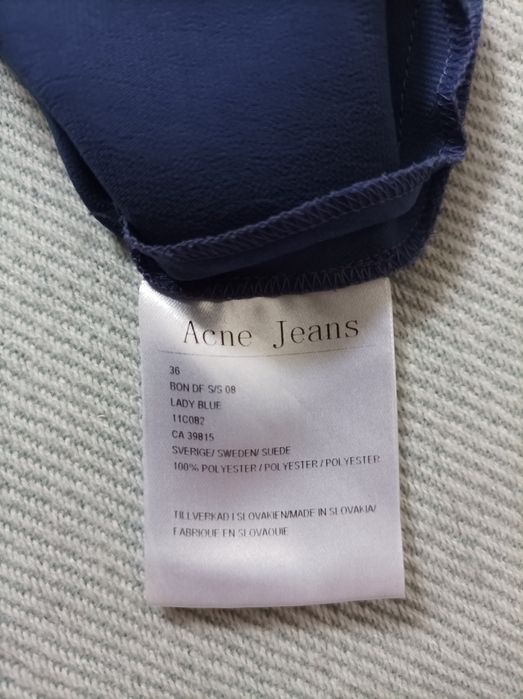 Acne Jeans
36
BON DF S/S 08
LADY BLUE
11C082
CA 39815
SVERIGE/ SWEDEN/ SUEDE
100% POLYESTER / POLYESTER / POLYESTER
TILLVERKAD I SLOVAKIEN/MADE IN SLOVAKIA/
FABRIQUE EN SLOVAQUIE